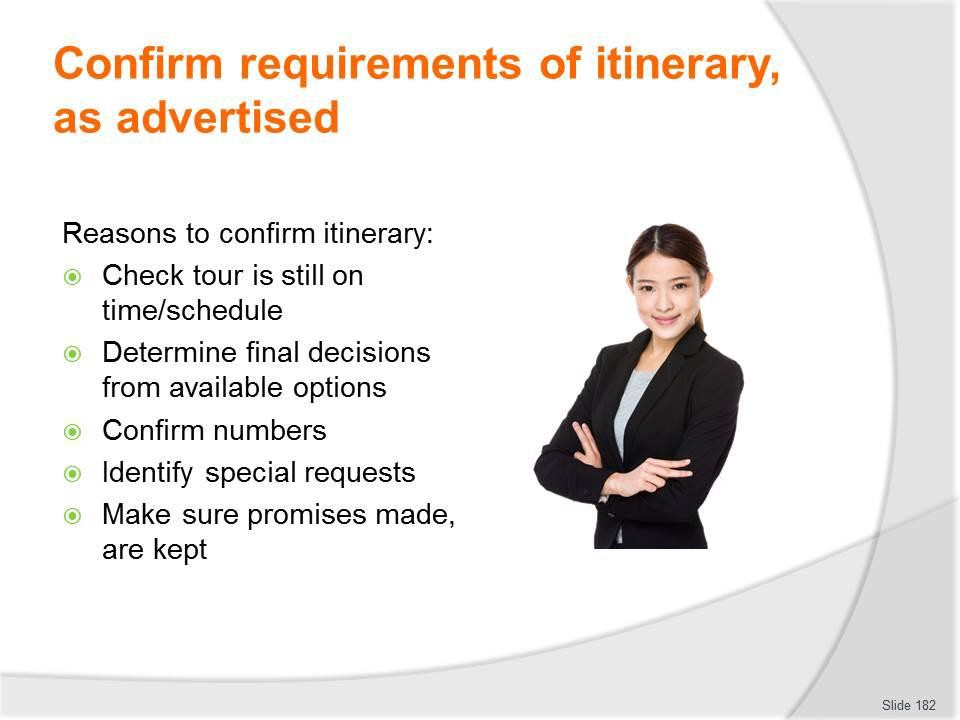 Confirm requirements of itinerary,
as advertised
Reasons to confirm itinerary:
Check tour is still on
time/schedule
Determine final decisions
from available options
Confirm numbers
Identify special requests
Make sure promises made,
are kept
Slide 182